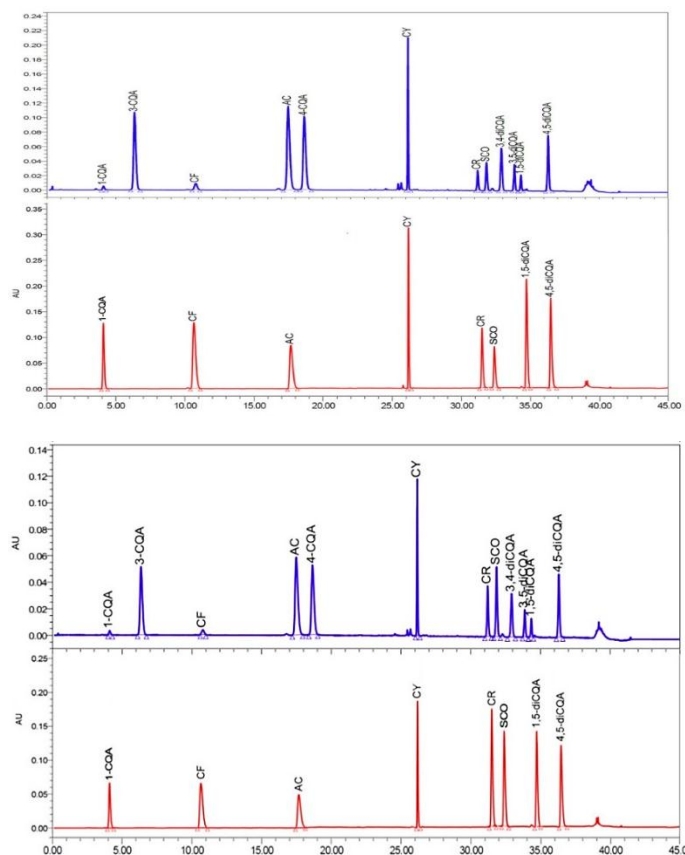 0.24
0.22
0.20
0.18
0.16
0.14
0.12
0.10
0.08
0.06
0.04
0.02
0.00
1-CQA
3-CQA
CF
AC
4-CQA
CY
CR
SCO
3,4-diCQA
3,5-diCQA
1,5-diCQA
4,5-diCQA
0.35
0.30
0.25
0.20
0.15
0.10
0.05
0.00
AU
1-CQA
CF
AC
CY
CR
SCO
1,5-diCQA
4,5-diCQA
0.00 5.00 10.00 15.00 20.00 25.00 30.00 35.00 40.00 45.00
0.14
0.12
0.10
0.08
0.06
0.04
0.02
0.00
AU
1-CQA
3-CQA
CF
AC
4-CQA
CY
CR
SCO
3,4-diCQA
3,5-diCQA
1,5-diCQA
4,5-diCQA
0.25
0.20
0.15
0.10
0.05
0.00
AU
1-CQA
CF
AC
CY
CR
SCO
1,5-diCQA
4,5-diCQA
0.00 5.00 10.00 15.00 20.00 25.00 30.00 35.00 40.00 45.00